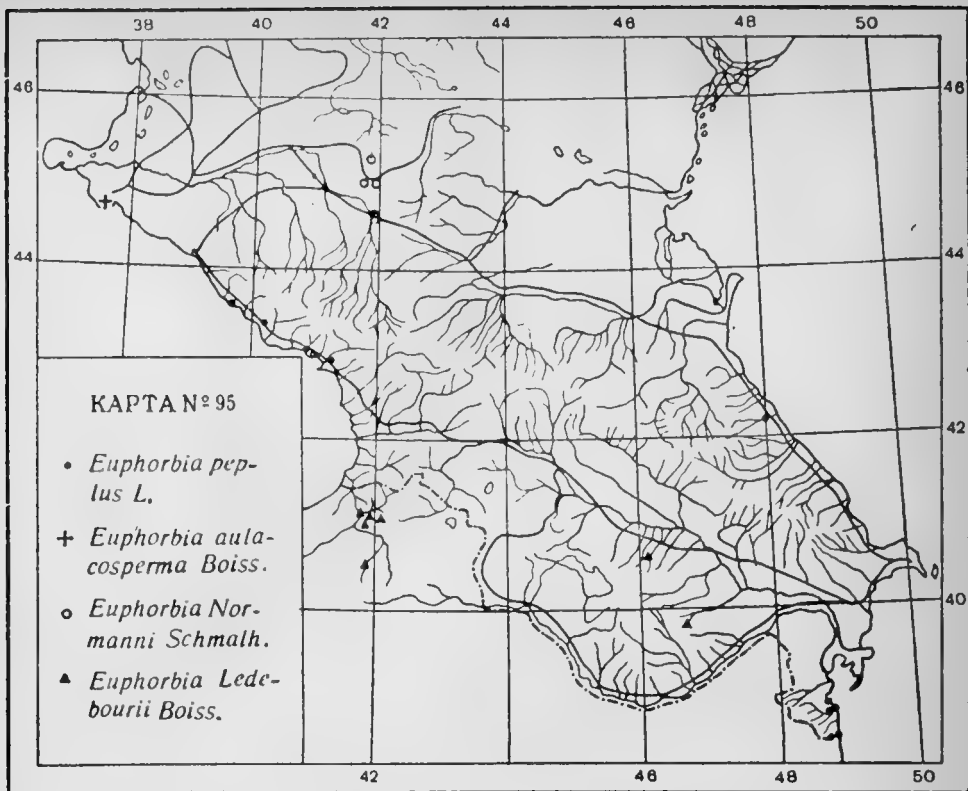 38 40 42 44 46 48 50
46 46
44 44
КАРТА № 95
42
• Euphorbia pep-
lus L.
+ Euphorbia aula-
cosperma Boiss.
○ Euphorbia Nor-
manni Schmalh.
40
▲ Euphorbia Lede-
bourii Boiss.
42 46 48 50